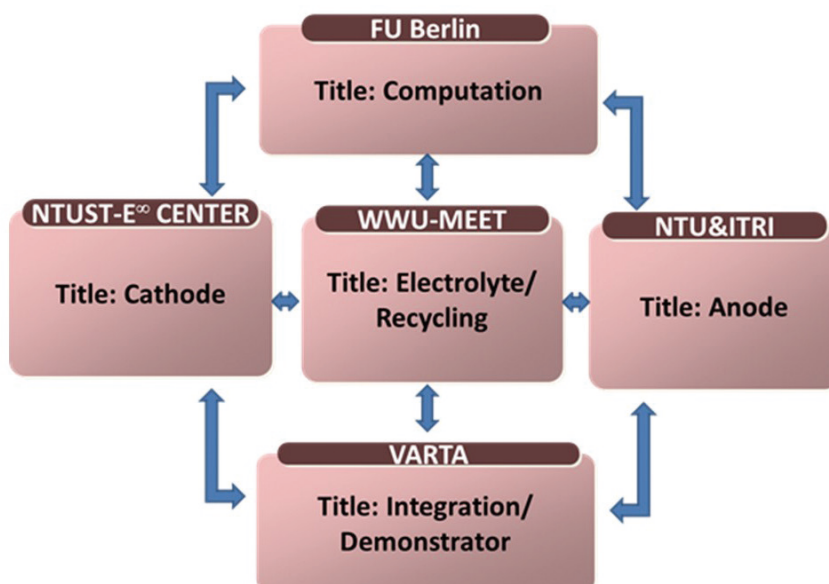 FU Berlin
Title: Computation
NTUST-E∞ CENTER
Title: Cathode
WWU-MEET
Title: Electrolyte/
Recycling
NTU&ITRI
Title: Anode
VARTA
Title: Integration/
Demonstrator